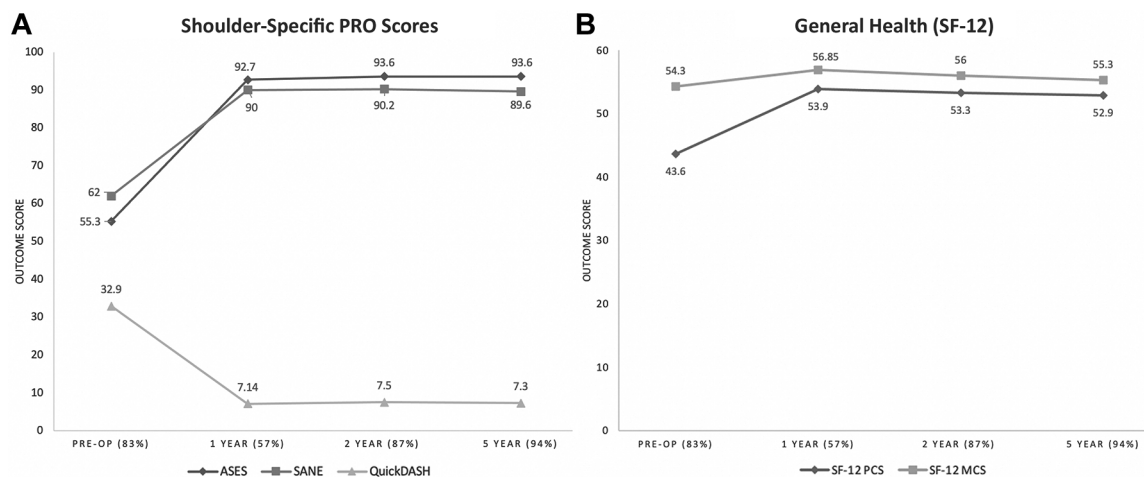 A
Shoulder-Specific PRO Scores
100
90
80
70
60
50
40
30
20
10
0
OUTCOME SCORE
92.7
93.6
93.6
90
90.2
89.6
62
55.3
32.9
7.14
7.5
7.3
PRE-OP (83%)
1 YEAR (57%)
2 YEAR (87%)
5 YEAR (94%)
ASES
SANE
QuickDASH
B
General Health (SF-12)
60
50
40
30
20
10
0
OUTCOME SCORE
54.3
56.85
56
55.3
43.6
53.9
53.3
52.9
PRE-OP (83%)
1 YEAR (57%)
2 YEAR (87%)
5 YEAR (94%)
SF-12 PCS
SF-12 MCS